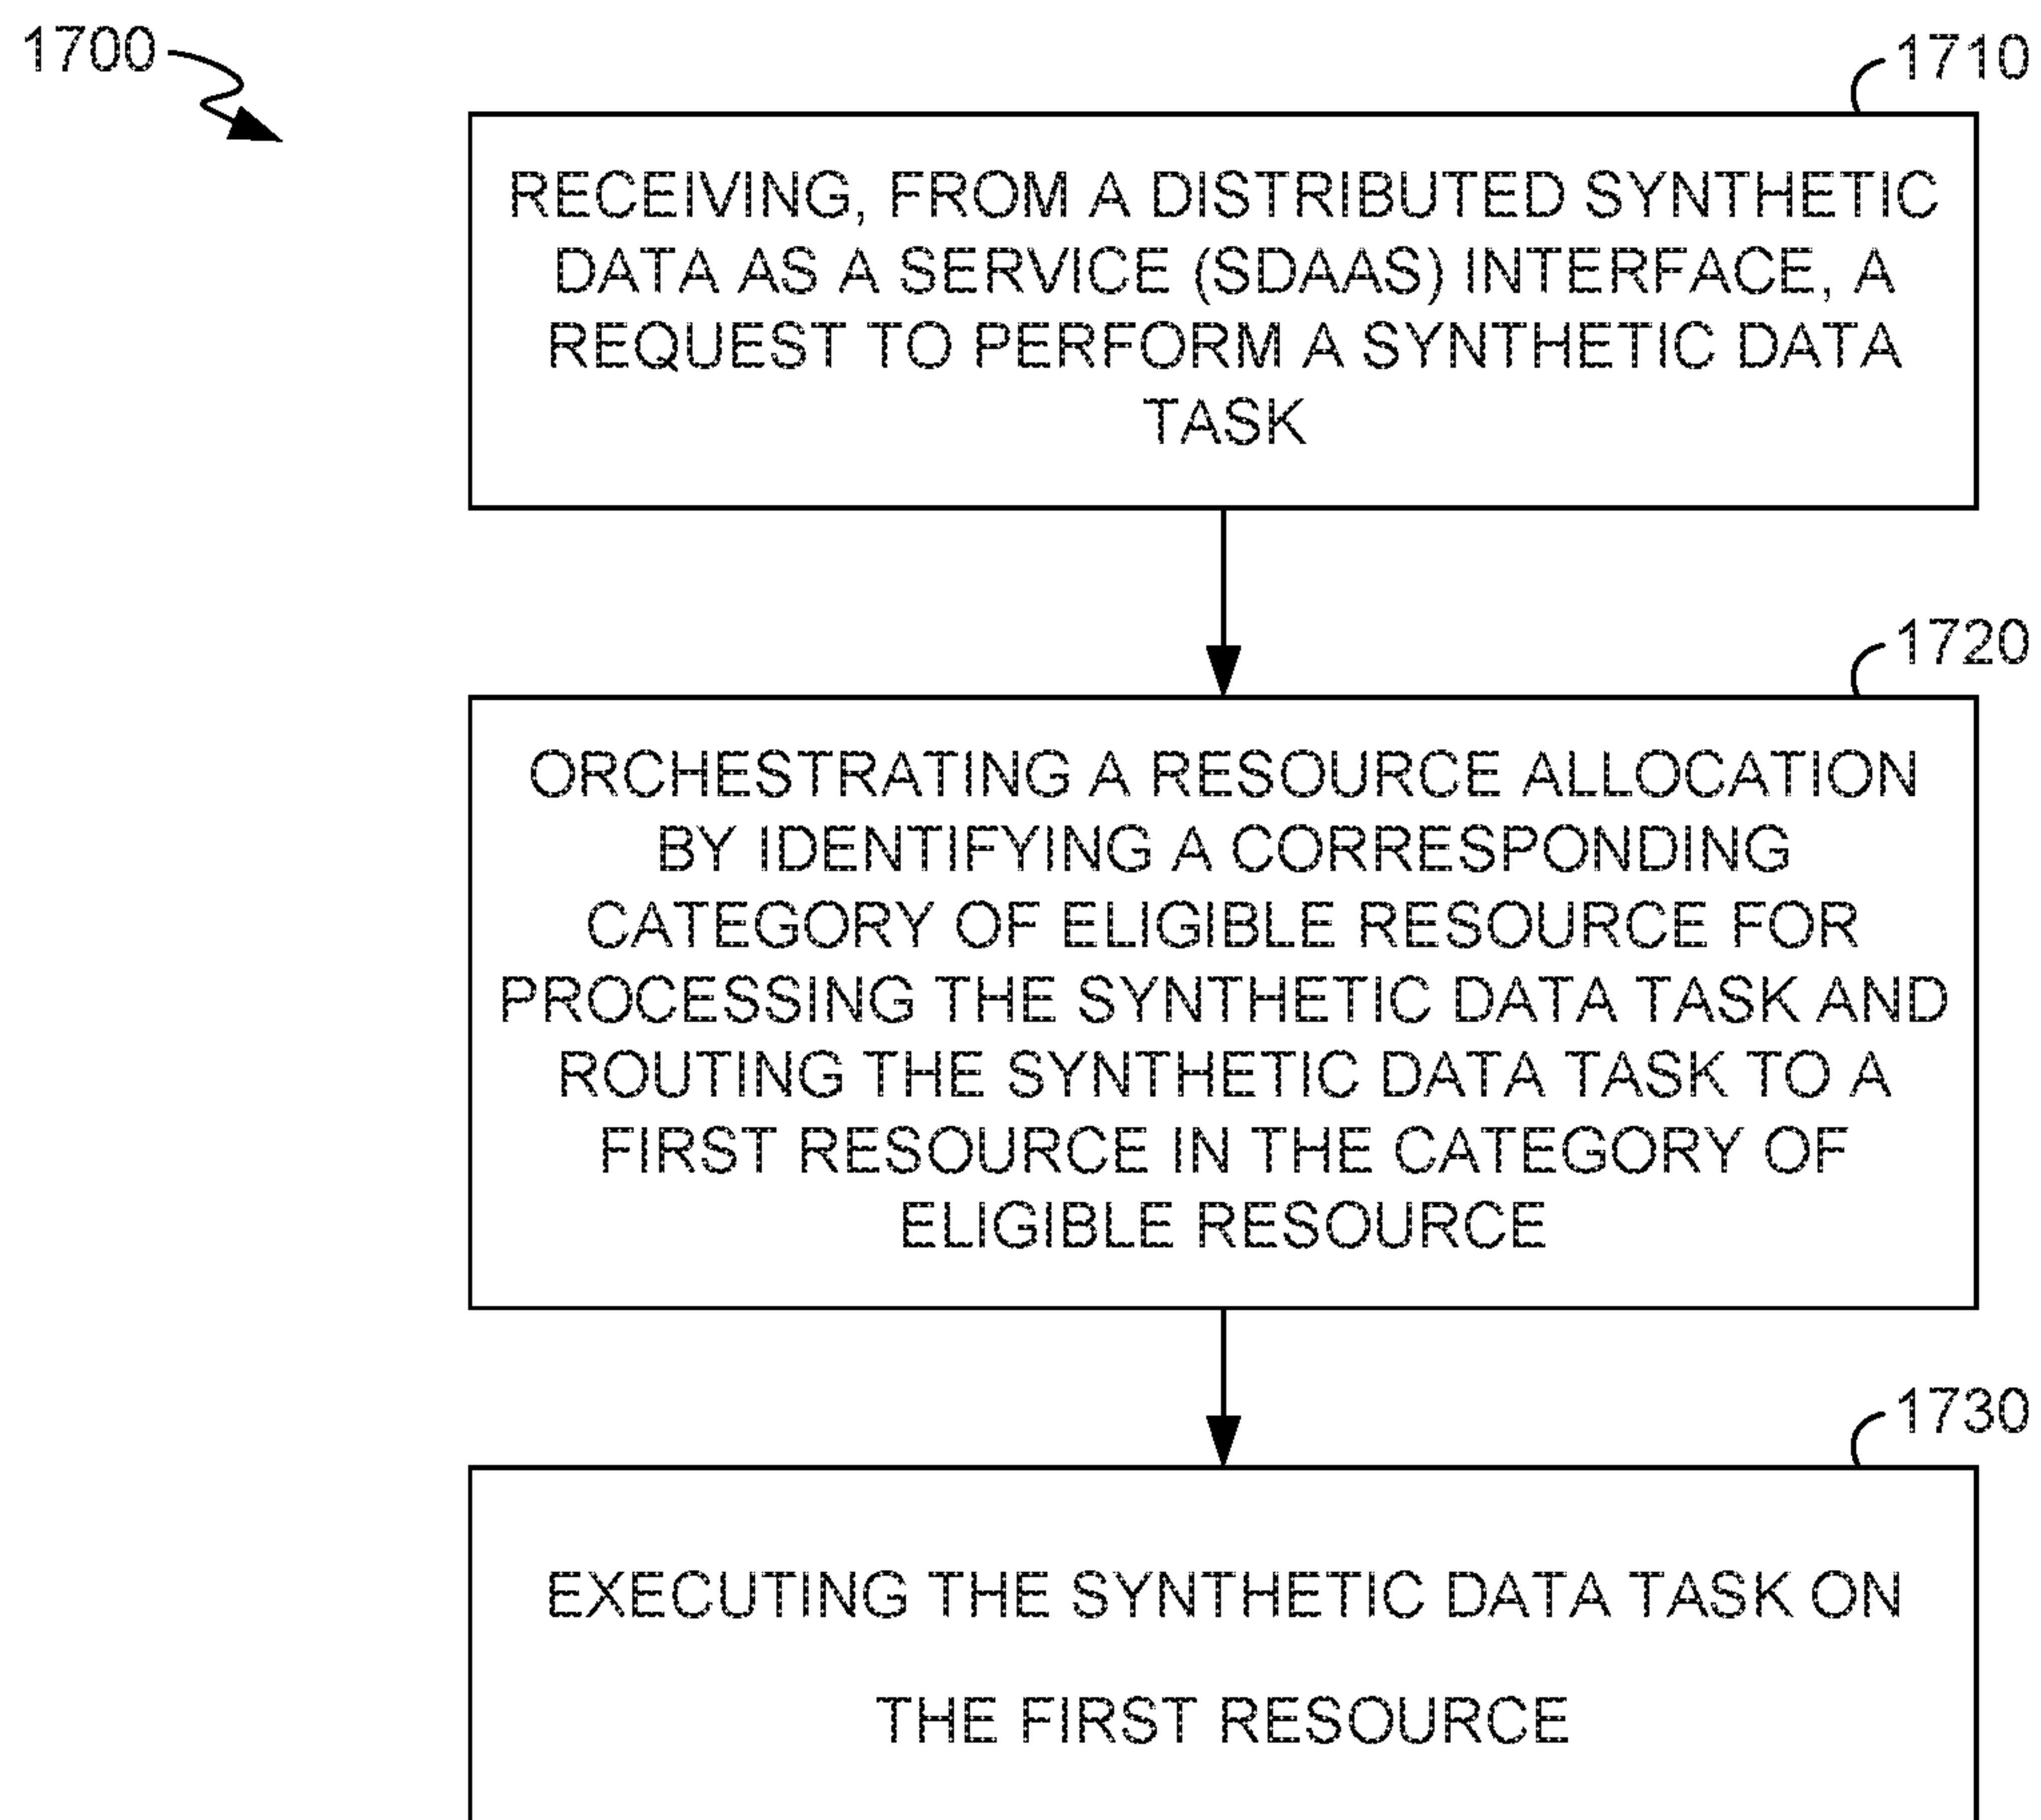 1700
1710
RECEIVING, FROM A DISTRIBUTED SYNTHETIC
DATA AS A SERVICE (SDAAS) INTERFACE, A
REQUEST TO PERFORM A SYNTHETIC DATA
TASK
1720
ORCHESTRATING A RESOURCE ALLOCATION
BY IDENTIFYING A CORRESPONDING
CATEGORY OF ELIGIBLE RESOURCE FOR
PROCESSING THE SYNTHETIC DATA TASK AND
ROUTING THE SYNTHETIC DATA TASK TO A
FIRST RESOURCE IN THE CATEGORY OF
ELIGIBLE RESOURCE
1730
EXECUTING THE SYNTHETIC DATA TASK ON
THE FIRST RESOURCE